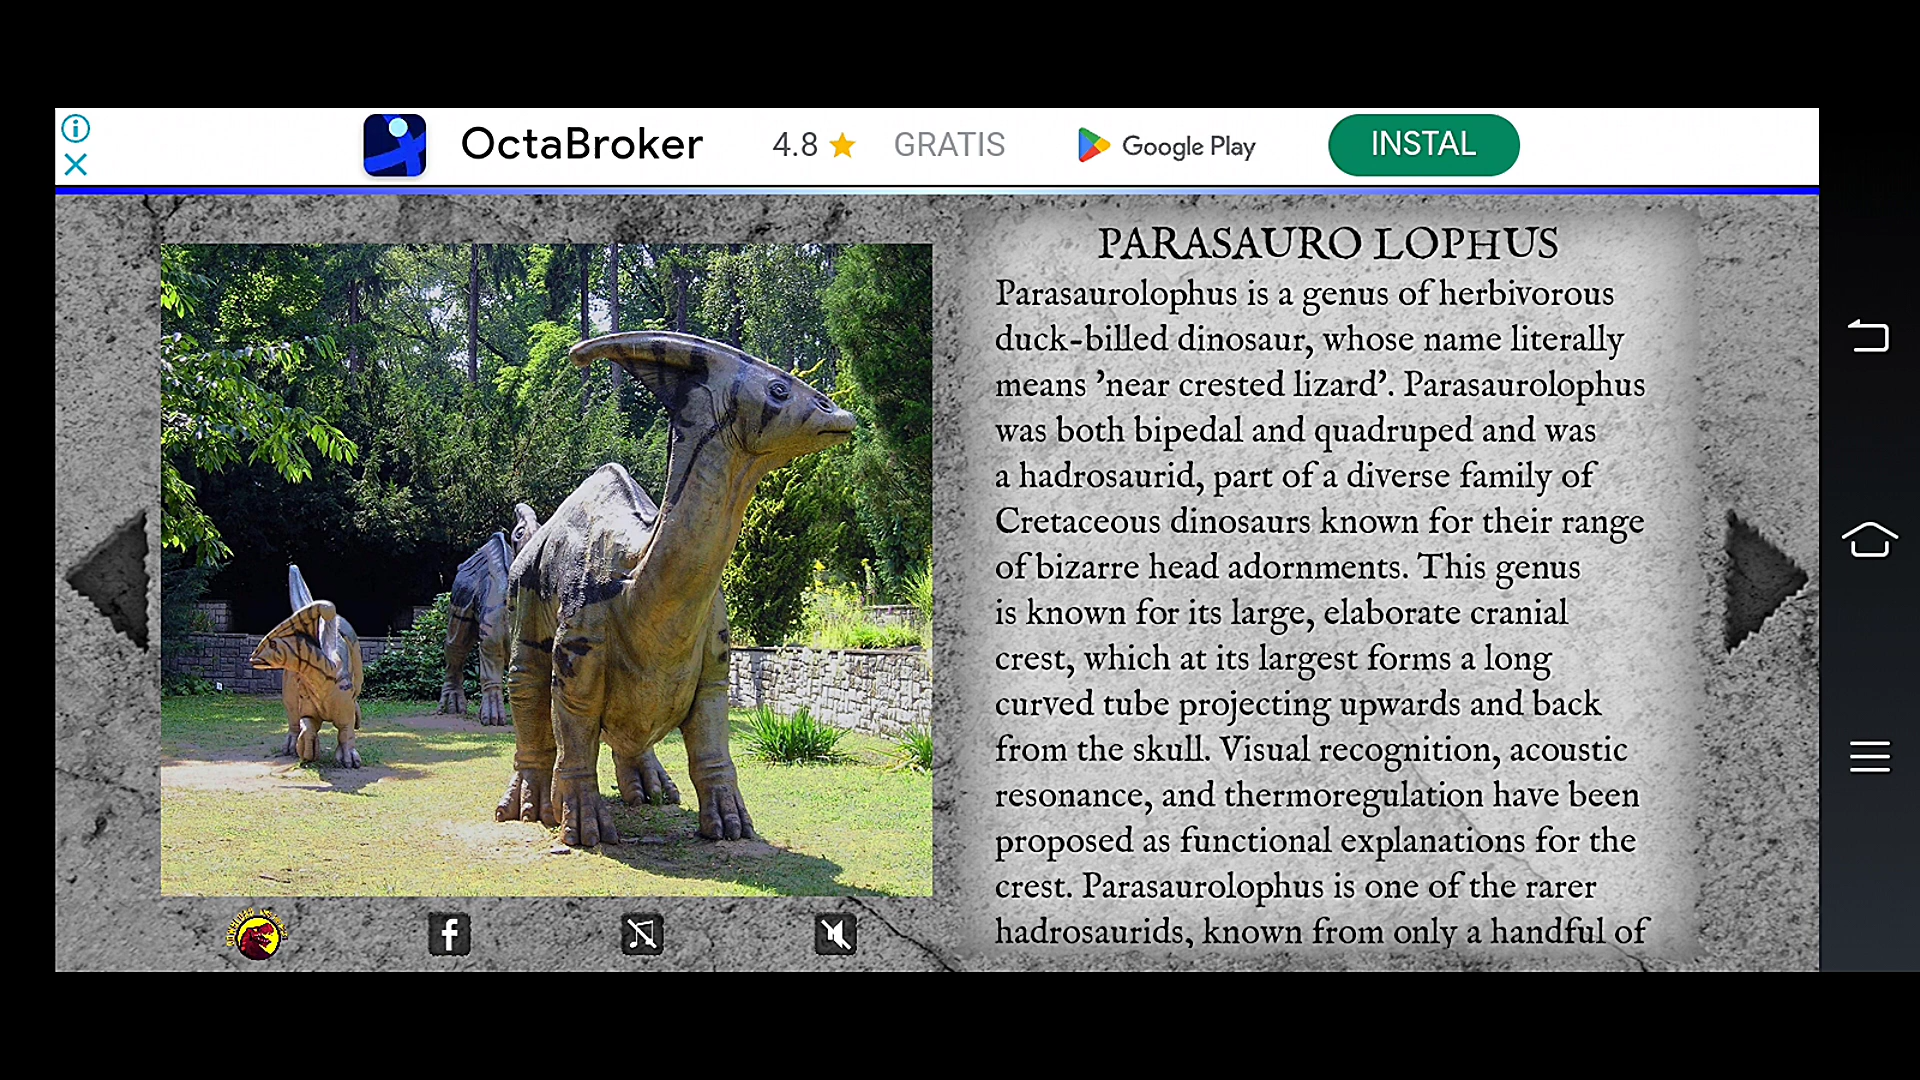 OctaBroker 4.8 GRATIS Google Play INSTAL
PARASAURO LOPHUS
Parasaurolophus is a genus of herbivorous
duck-billed dinosaur, whose name literally
means 'near crested lizard'. Parasaurolophus
was both bipedal and quadruped and was
a hadrosaurid, part of a diverse family of
Cretaceous dinosaurs known for their range
of bizarre head adornments. This genus
is known for its large, elaborate cranial
crest, which at its largest forms a long
curved tube projecting upwards and back
from the skull. Visual recognition, acoustic
resonance, and thermoregulation have been
proposed as functional explanations for the
crest. Parasaurolophus is one of the rarer
hadrosaurids, known from only a handful of